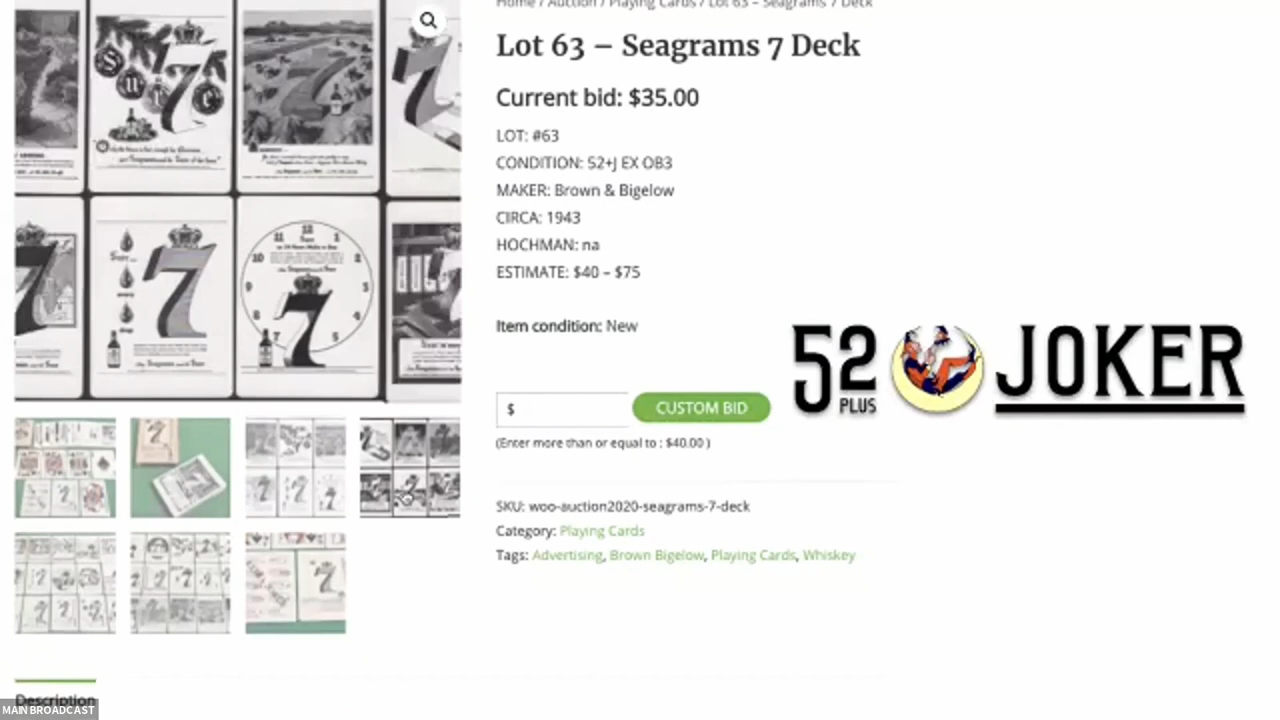 Home / Auction / Playing Cards / Lot 63 – Seagrams 7 Deck
Lot 63 – Seagrams 7 Deck
Current bid: $35.00
LOT: #63
CONDITION: 52+J EX OB3
MAKER: Brown & Bigelow
CIRCA: 1943
HOCHMAN: na
ESTIMATE: $40 – $75
Item condition: New
$
CUSTOM BID
(Enter more than or equal to : $40.00 )
52 PLUS JOKER
SKU: woo-auction2020-seagrams-7-deck
Category: Playing Cards
Tags: Advertising, Brown Bigelow, Playing Cards, Whiskey
Description
MAIN BROADCAST